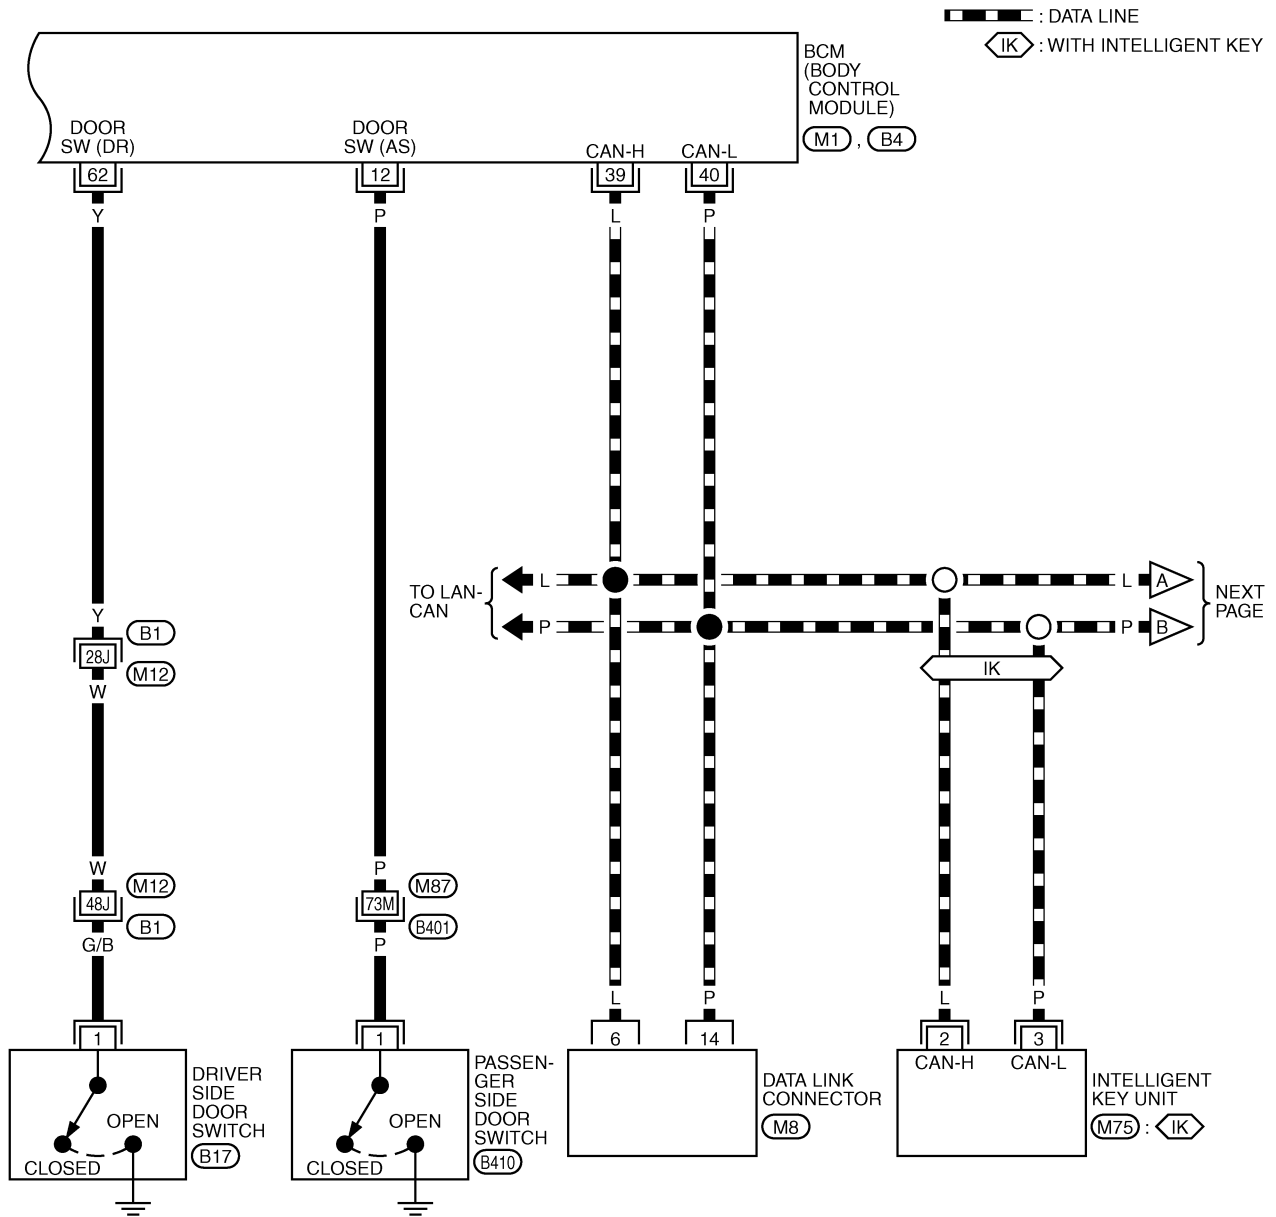 : DATA LINE
IK : WITH INTELLIGENT KEY
BCM
(BODY
CONTROL
MODULE)
M1 , B4
DOOR
SW (DR)
DOOR
SW (AS)
CAN-H
CAN-L
62
12
39
40
Y
P
L
P
TO LAN-
CAN
L
P
L
P
A
B
NEXT
PAGE
IK
Y
B1
28J
M12
W
W
M12
48J
B1
G/B
P
M87
73M
B401
P
L
P
L
P
1
1
6
14
2
3
CAN-H
CAN-L
OPEN
CLOSED
DRIVER
SIDE
DOOR
SWITCH
B17
OPEN
CLOSED
PASSEN-
GER
SIDE
DOOR
SWITCH
B410
DATA LINK
CONNECTOR
M8
INTELLIGENT
KEY UNIT
M75 : IK